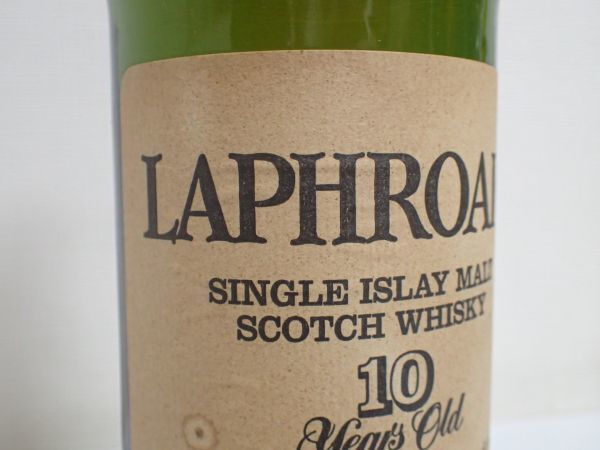 LAPHROAI
SINGLE ISLAY MALT
SCOTCH WHISKY
10
Years Old